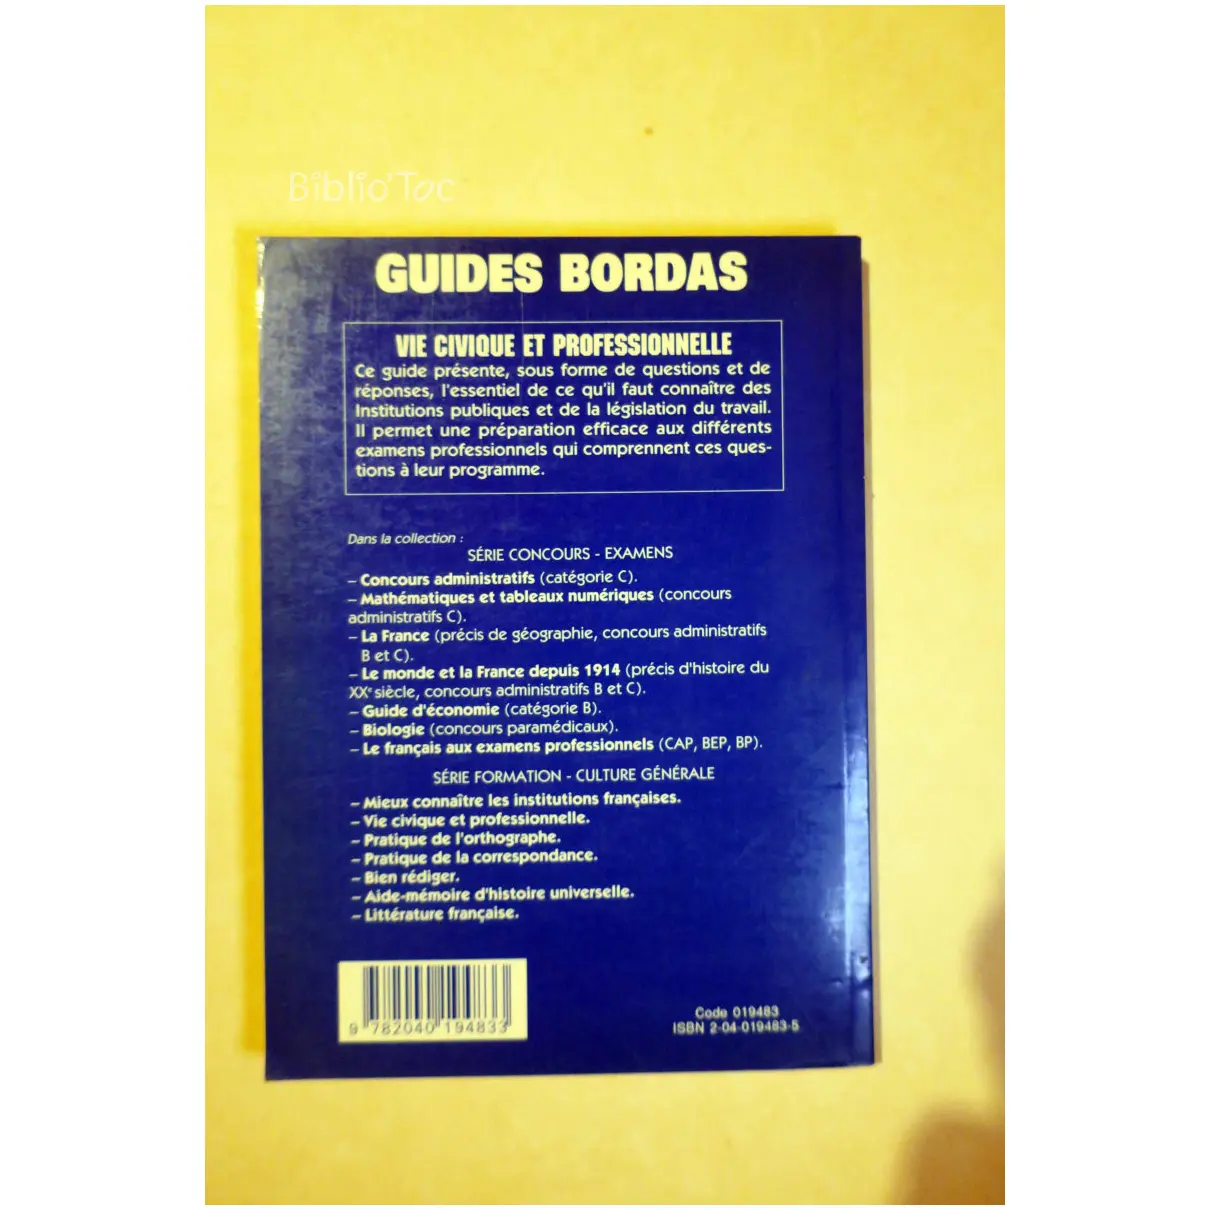 Biblio'Toc
GUIDES BORDAS
VIE CIVIQUE ET PROFESSIONNELLE
Ce guide présente, sous forme de questions et de
réponses, l'essentiel de ce qu'il faut connaître des
Institutions publiques et de la législation du travail.
Il permet une préparation efficace aux différents
examens professionnels qui comprennent ces ques-
tions à leur programme.
Dans la collection :
SÉRIE CONCOURS - EXAMENS
– Concours administratifs (catégorie C).
– Mathématiques et tableaux numériques (concours
administratifs C).
– La France (précis de géographie, concours administratifs
B et C).
– Le monde et la France depuis 1914 (précis d'histoire du
XXe siècle, concours administratifs B et C).
– Guide d'économie (catégorie B).
– Biologie (concours paramédicaux).
– Le français aux examens professionnels (CAP, BEP, BP).
SÉRIE FORMATION - CULTURE GÉNÉRALE
– Mieux connaître les institutions françaises.
– Vie civique et professionnelle.
– Pratique de l'orthographe.
– Pratique de la correspondance.
– Bien rédiger.
– Aide-mémoire d'histoire universelle.
– Littérature française.
9 782040 194833
Code 019483
ISBN 2-04-019483-5